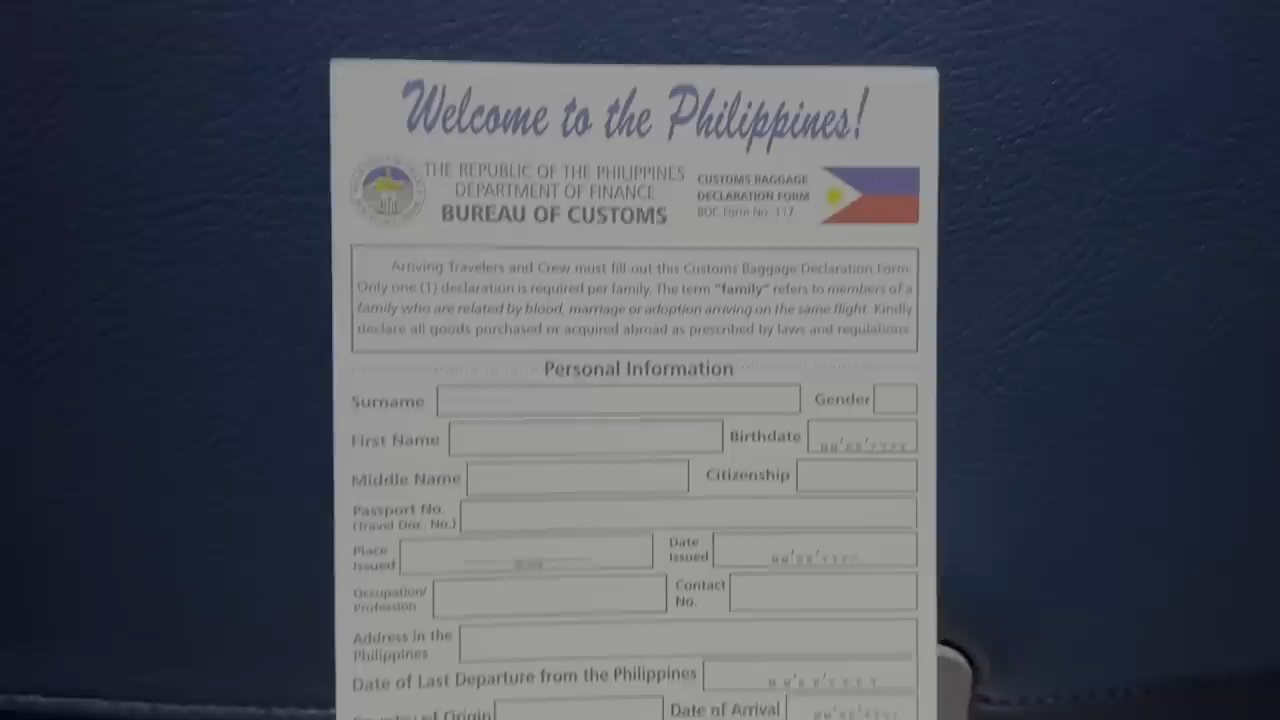 Welcome to the Philippines!
THE REPUBLIC OF THE PHILIPPINES
DEPARTMENT OF FINANCE
BUREAU OF CUSTOMS
CUSTOMS BAGGAGE
DECLARATION FORM
BOC Form No. 117
Arriving Travelers and Crew must fill out this Customs Baggage Declaration Form.
Only one (1) declaration is required per family. The term "family" refers to members of a
family who are related by blood, marriage or adoption arriving on the same flight. Kindly
declare all goods purchased or acquired abroad as prescribed by laws and regulations.
Personal Information
Surname Gender
First Name Birthdate
Middle Name Citizenship
Passport No.
(Travel Doc. No.)
Place
Issued
Date
Issued
Occupation/
Profession
Contact
No.
Address in the
Philippines
Date of Last Departure from the Philippines
Country of Origin Date of Arrival